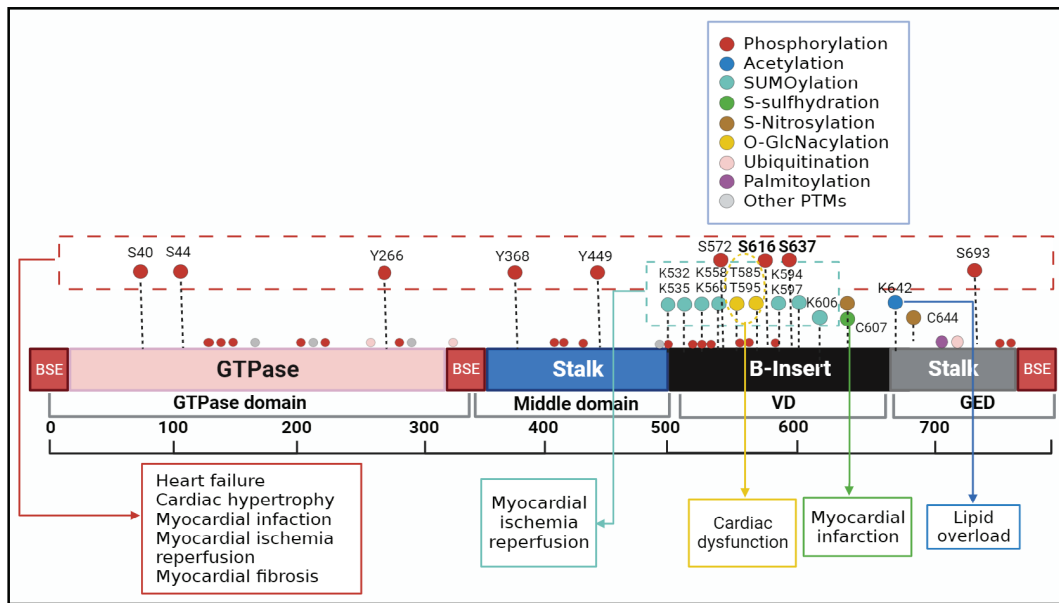 Phosphorylation
Acetylation
SUMOylation
S-sulfhydration
S-Nitrosylation
O-GlcNacylation
Ubiquitination
Palmitoylation
Other PTMs
S40 S44 Y266 Y368 Y449 S572 S616 S637 S693
K532 K558 T585 K594
K535 K560 T595 K597 K606 K642
C607 C644
BSE GTPase BSE Stalk B-Insert Stalk BSE
GTPase domain Middle domain VD GED
0 100 200 300 400 500 600 700
Heart failure
Cardiac hypertrophy
Myocardial infaction
Myocardial ischemia
reperfusion
Myocardial fibrosis
Myocardial
ischemia
reperfusion
Cardiac
dysfunction
Myocardial
infarction
Lipid
overload